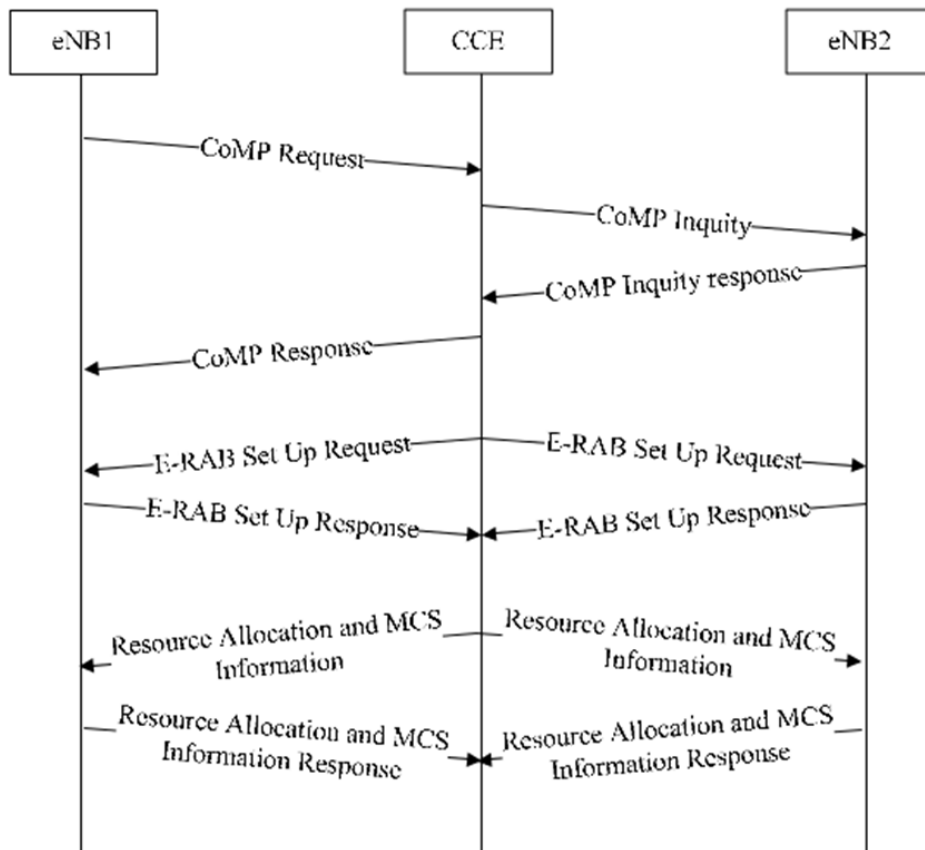 eNB1
CCE
eNB2
CoMP Request
CoMP Inquity
CoMP Inquity response
CoMP Response
E-RAB Set Up Request
E-RAB Set Up Request
E-RAB Set Up Response
E-RAB Set Up Response
Resource Allocation and MCS
Information
Resource Allocation and MCS
Information
Resource Allocation and MCS
Information Response
Resource Allocation and MCS
Information Response